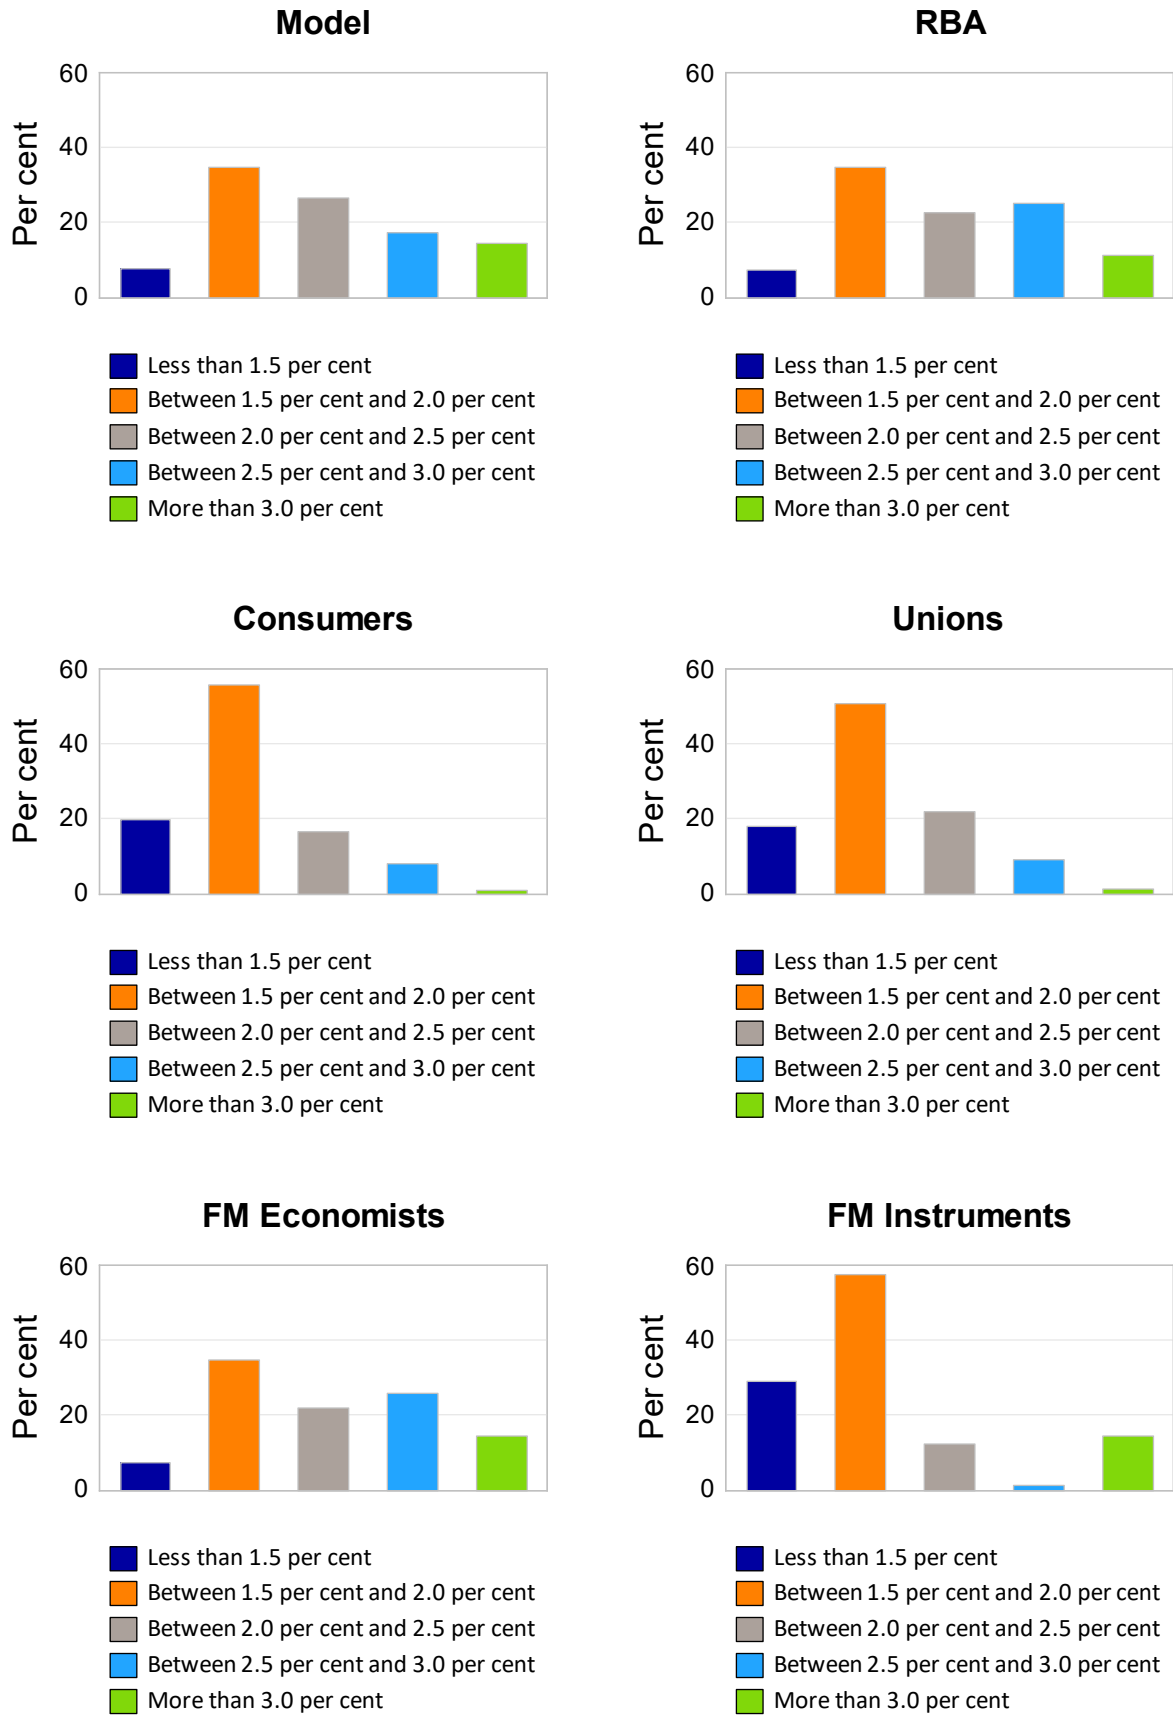 Model
60
40
20
0
Per cent
Less than 1.5 per cent
Between 1.5 per cent and 2.0 per cent
Between 2.0 per cent and 2.5 per cent
Between 2.5 per cent and 3.0 per cent
More than 3.0 per cent
RBA
60
40
20
0
Per cent
Less than 1.5 per cent
Between 1.5 per cent and 2.0 per cent
Between 2.0 per cent and 2.5 per cent
Between 2.5 per cent and 3.0 per cent
More than 3.0 per cent
Consumers
60
40
20
0
Per cent
Less than 1.5 per cent
Between 1.5 per cent and 2.0 per cent
Between 2.0 per cent and 2.5 per cent
Between 2.5 per cent and 3.0 per cent
More than 3.0 per cent
Unions
60
40
20
0
Per cent
Less than 1.5 per cent
Between 1.5 per cent and 2.0 per cent
Between 2.0 per cent and 2.5 per cent
Between 2.5 per cent and 3.0 per cent
More than 3.0 per cent
FM Economists
60
40
20
0
Per cent
Less than 1.5 per cent
Between 1.5 per cent and 2.0 per cent
Between 2.0 per cent and 2.5 per cent
Between 2.5 per cent and 3.0 per cent
More than 3.0 per cent
FM Instruments
60
40
20
0
Per cent
Less than 1.5 per cent
Between 1.5 per cent and 2.0 per cent
Between 2.0 per cent and 2.5 per cent
Between 2.5 per cent and 3.0 per cent
More than 3.0 per cent